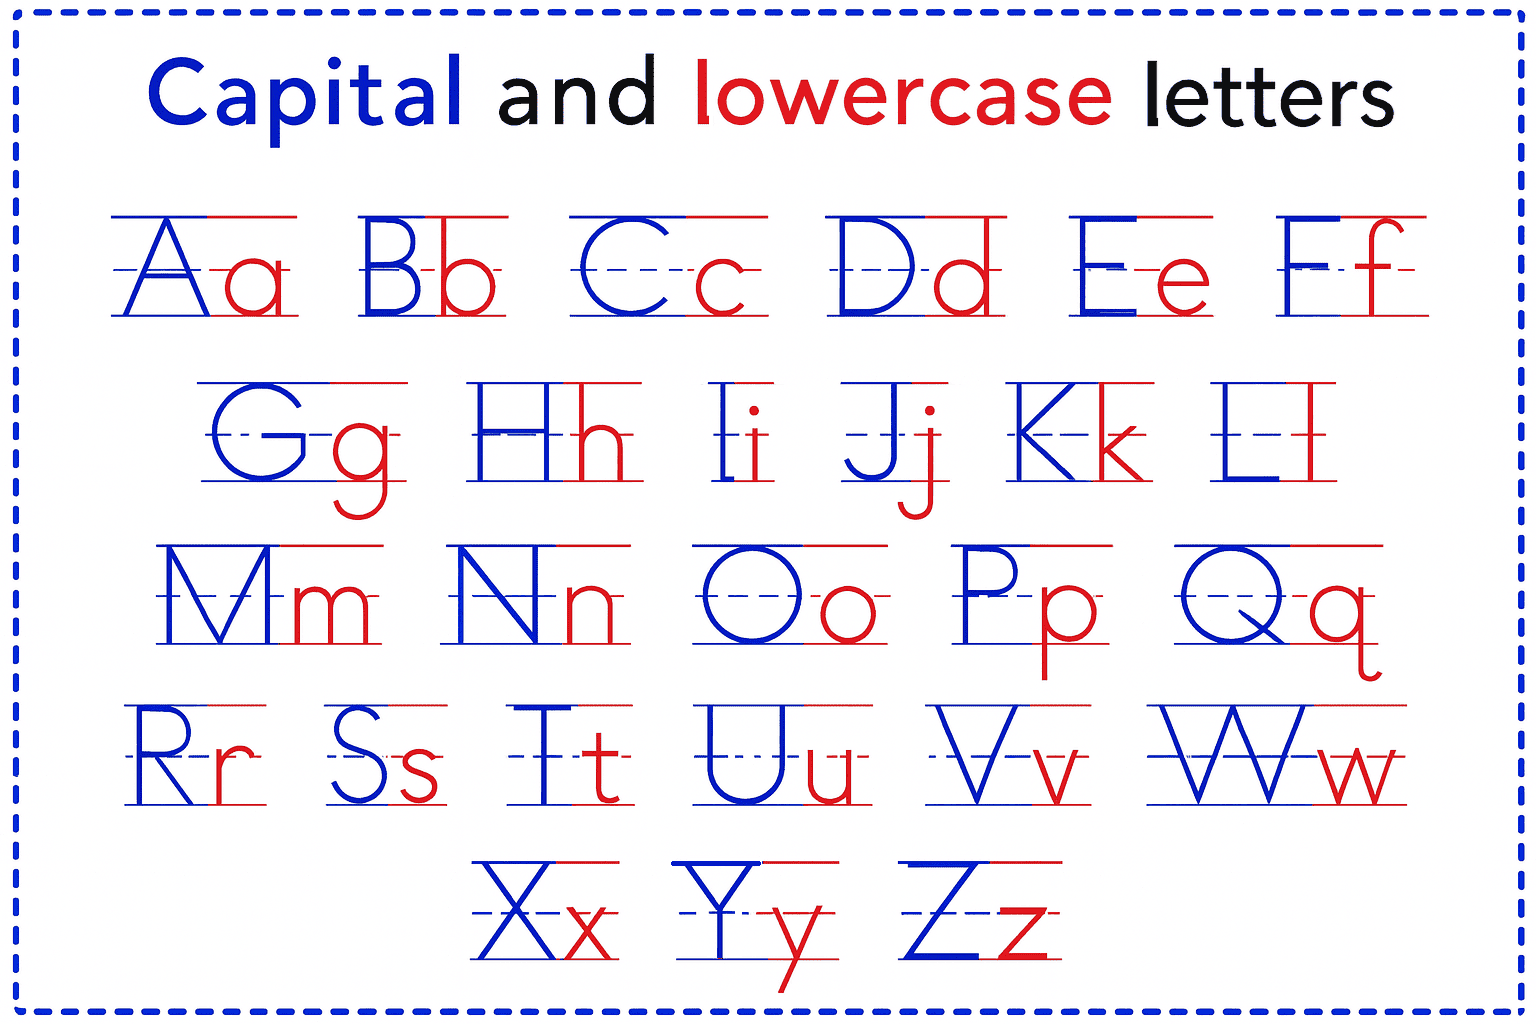 Capital and lowercase letters
Aa Bb Cc Dd Ee Ff
Gg Hh Ii Jj Kk Ll
Mm Nn Oo Pp Qq
Rr Ss Tt Uu Vv Ww
Xx Yy Zz